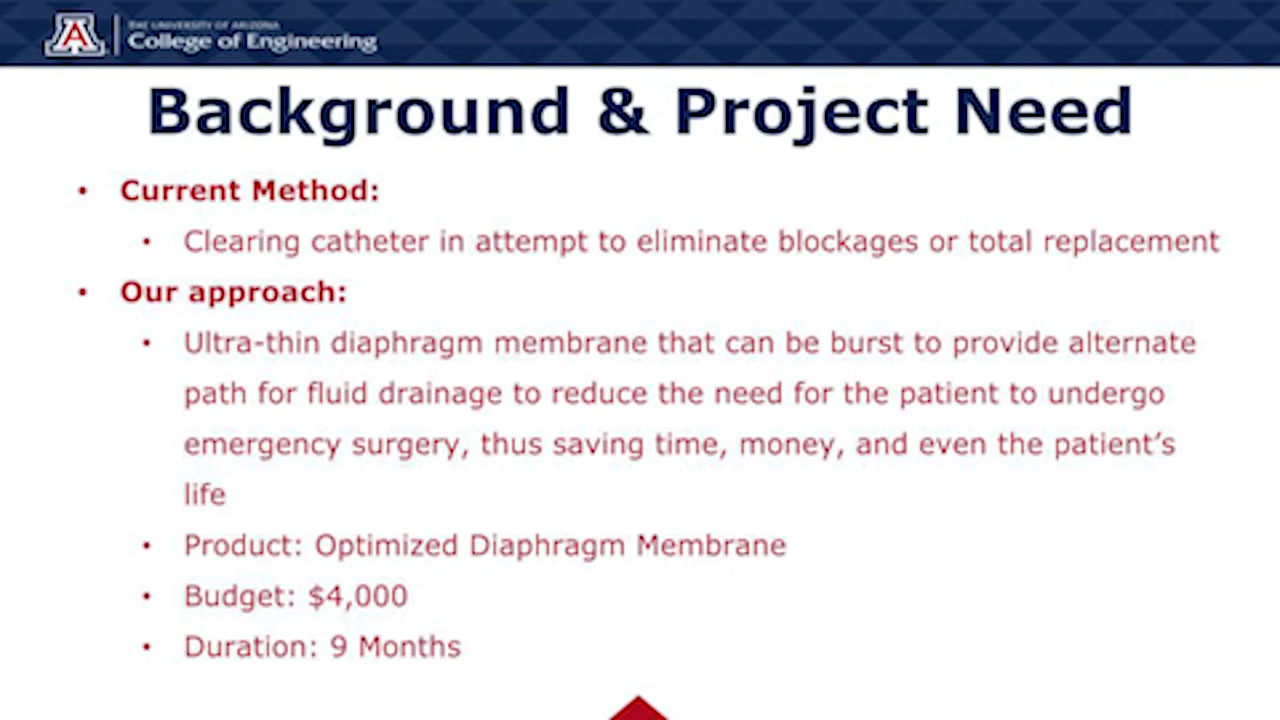 THE UNIVERSITY OF ARIZONA
College of Engineering
Background & Project Need
• Current Method:
• Clearing catheter in attempt to eliminate blockages or total replacement
• Our approach:
• Ultra-thin diaphragm membrane that can be burst to provide alternate
path for fluid drainage to reduce the need for the patient to undergo
emergency surgery, thus saving time, money, and even the patient’s
life
• Product: Optimized Diaphragm Membrane
• Budget: $4,000
• Duration: 9 Months